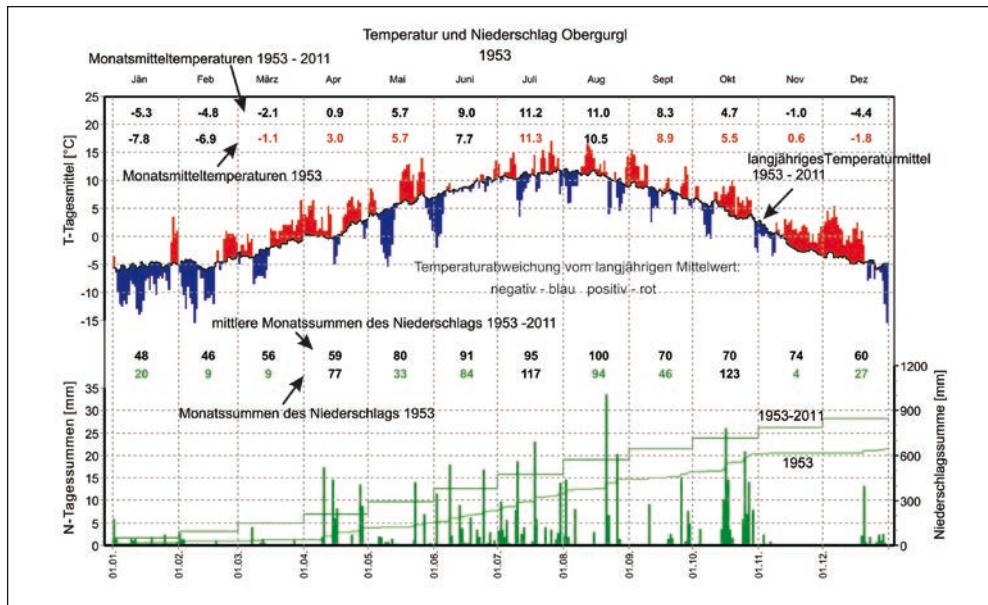 Temperatur und Niederschlag Obergurgl
1953
Monatsmitteltemperaturen 1953 - 2011
Jän Feb März Apr Mai Juni Juli Aug Sept Okt Nov Dez
-5.3 -4.8 -2.1 0.9 5.7 9.0 11.2 11.0 8.3 4.7 -1.0 -4.4
-7.8 -6.9 -1.1 3.0 5.7 7.7 11.3 10.5 8.9 5.5 0.6 -1.8
Monatsmitteltemperaturen 1953
langjähriges Temperaturmittel
1953 - 2011
T-Tagesmittel [°C]
25
20
15
10
5
0
-5
-10
-15
Temperaturabweichung vom langjährigen Mittelwert:
negativ - blau positiv - rot
mittlere Monatssummen des Niederschlags 1953 -2011
48 46 56 59 80 91 95 100 70 70 74 60
20 9 9 77 33 84 117 94 46 123 4 27
Monatssummen des Niederschlags 1953
1953-2011
1953
N-Tagessummen [mm]
35
30
25
20
15
10
5
0
Niederschlagssumme [mm]
1200
900
600
300
0
01.01. 01.02. 01.03. 01.04. 01.05. 01.06. 01.07. 01.08. 01.09. 01.10. 01.11. 01.12.